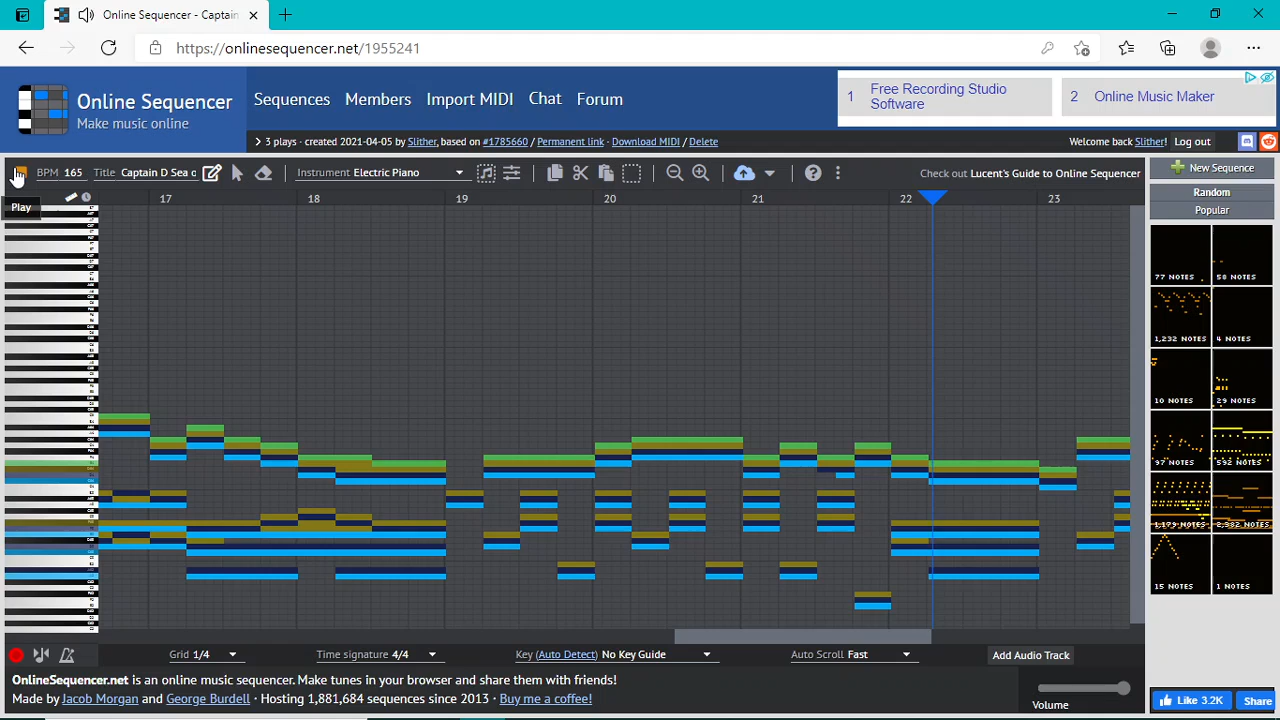 Online Sequencer - Captain
https://onlinesequencer.net/1955241
Online Sequencer
Make music online
Sequences Members Import MIDI Chat Forum
1 Free Recording Studio Software
2 Online Music Maker
3 plays · created 2021-04-05 by Slither, based on #1785660 / Permanent link · Download MIDI / Delete
Welcome back Slither! Log out
BPM 165 Title Captain D Sea o
Instrument Electric Piano
Check out Lucent's Guide to Online Sequencer
New Sequence
Play
17 18 19 20 21 22 23
Random
Popular
77 NOTES 58 NOTES
1,232 NOTES 4 NOTES
10 NOTES 29 NOTES
97 NOTES 592 NOTES
1,179 NOTES 2,382 NOTES
15 NOTES 1 NOTES
Grid 1/4 Time signature 4/4 Key (Auto Detect) No Key Guide Auto Scroll Fast Add Audio Track
OnlineSequencer.net is an online music sequencer. Make tunes in your browser and share them with friends!
Made by Jacob Morgan and George Burdell · Hosting 1,881,684 sequences since 2013 · Buy me a coffee!
Volume
Like 3.2K Share